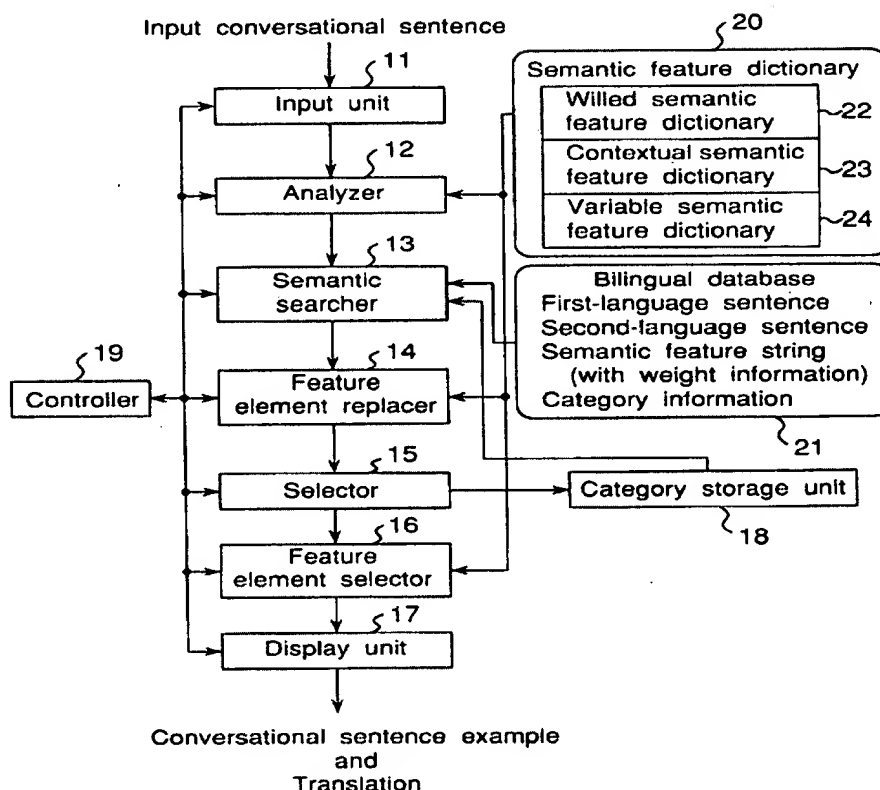 Input conversational sentence
11
Input unit
12
Analyzer
13
Semantic
searcher
14
Feature
element replacer
15
Selector
16
Feature
element selector
17
Display unit
Conversational sentence example
and
Translation
19
Controller
20
Semantic feature dictionary
Willed semantic
feature dictionary
22
Contextual semantic
feature dictionary
23
Variable semantic
feature dictionary
24
Bilingual database
First-language sentence
Second-language sentence
Semantic feature string
(with weight information)
Category information
21
Category storage unit
18